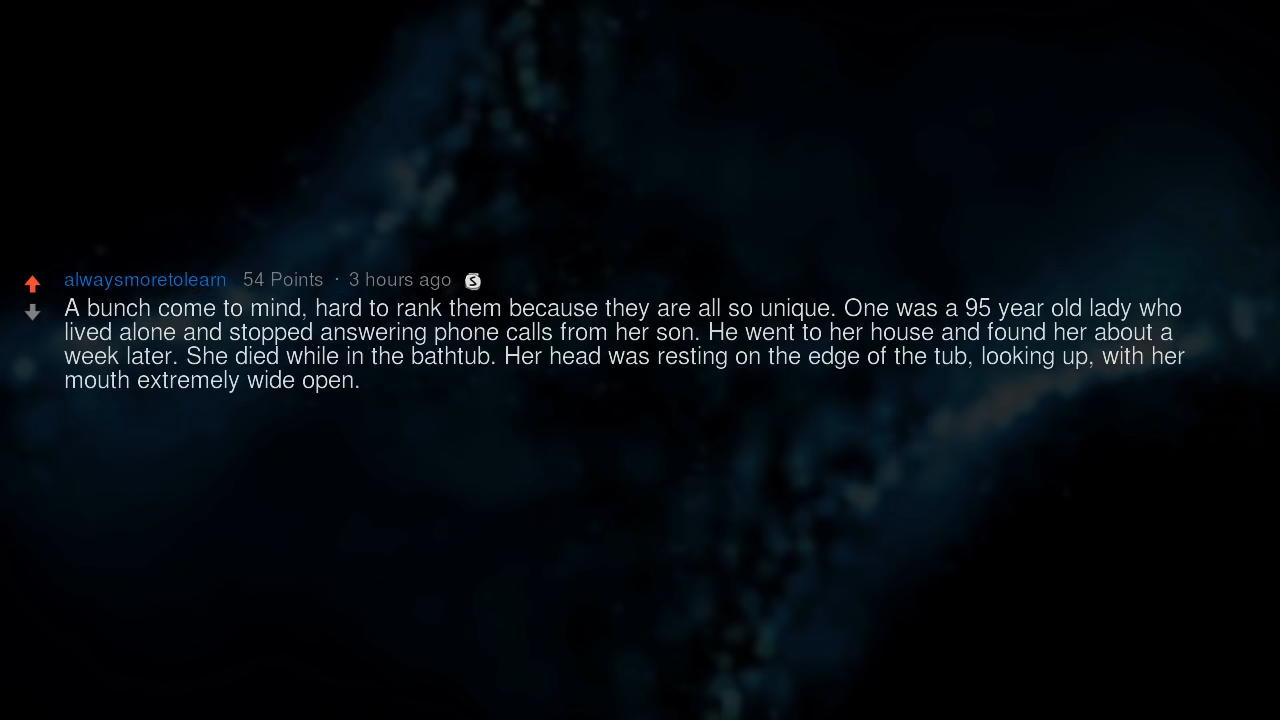 alwaysmoretolearn 54 Points · 3 hours ago S
A bunch come to mind, hard to rank them because they are all so unique. One was a 95 year old lady who
lived alone and stopped answering phone calls from her son. He went to her house and found her about a
week later. She died while in the bathtub. Her head was resting on the edge of the tub, looking up, with her
mouth extremely wide open.